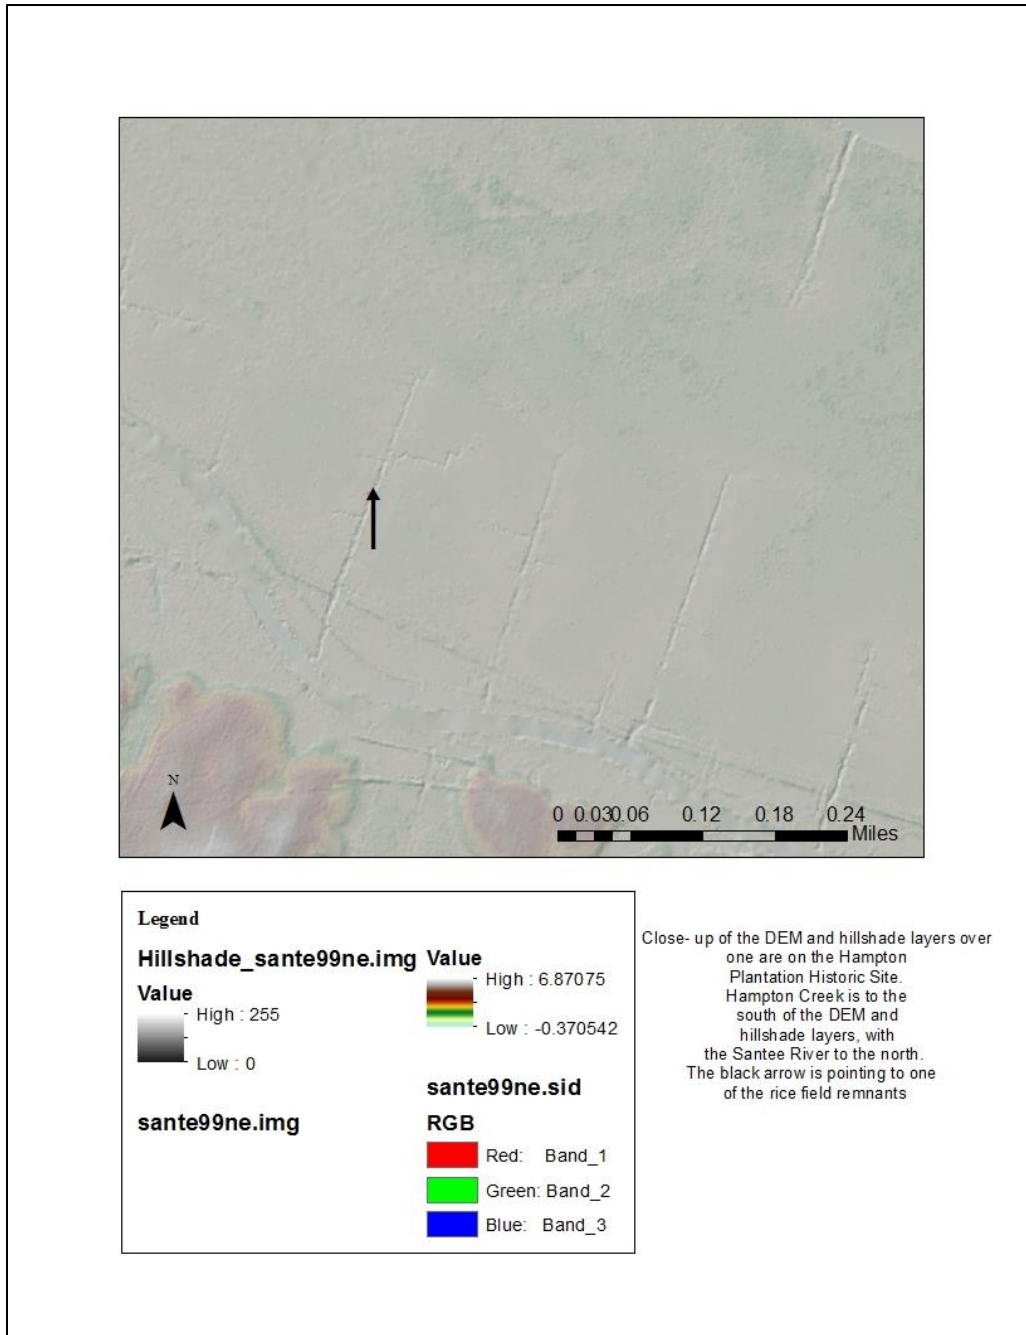 N
0 0.030.06 0.12 0.18 0.24
Miles
Legend
Hillshade_sante99ne.img
Value
High : 255
Low : 0
sante99ne.img
Value
High : 6.87075
Low : -0.370542
sante99ne.sid
RGB
Red: Band_1
Green: Band_2
Blue: Band_3
Close- up of the DEM and hillshade layers over
one are on the Hampton
Plantation Historic Site.
Hampton Creek is to the
south of the DEM and
hillshade layers, with
the Santee River to the north.
The black arrow is pointing to one
of the rice field remnants